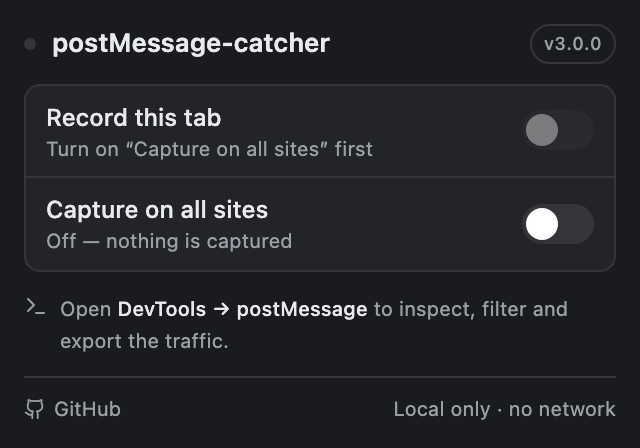 postMessage-catcher
v3.0.0
Record this tab
Turn on “Capture on all sites” first
Capture on all sites
Off — nothing is captured
Open DevTools → postMessage to inspect, filter and
export the traffic.
GitHub
Local only · no network